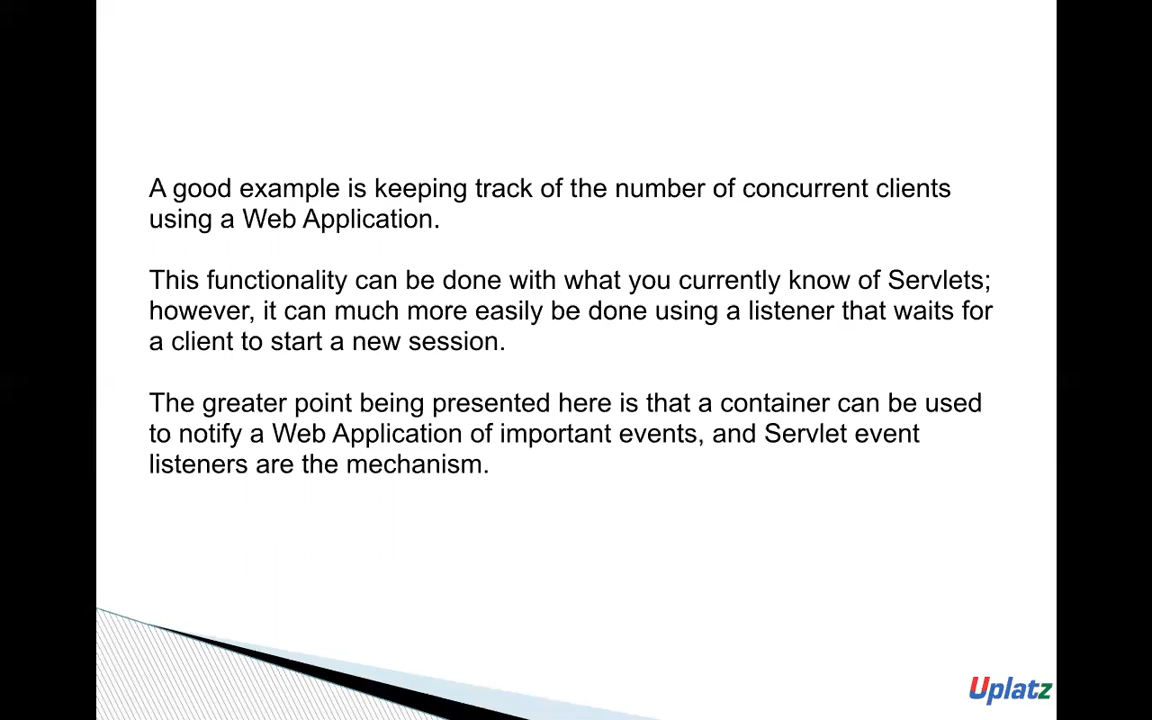 A good example is keeping track of the number of concurrent clients
using a Web Application.
This functionality can be done with what you currently know of Servlets;
however, it can much more easily be done using a listener that waits for
a client to start a new session.
The greater point being presented here is that a container can be used
to notify a Web Application of important events, and Servlet event
listeners are the mechanism.
Uplatz